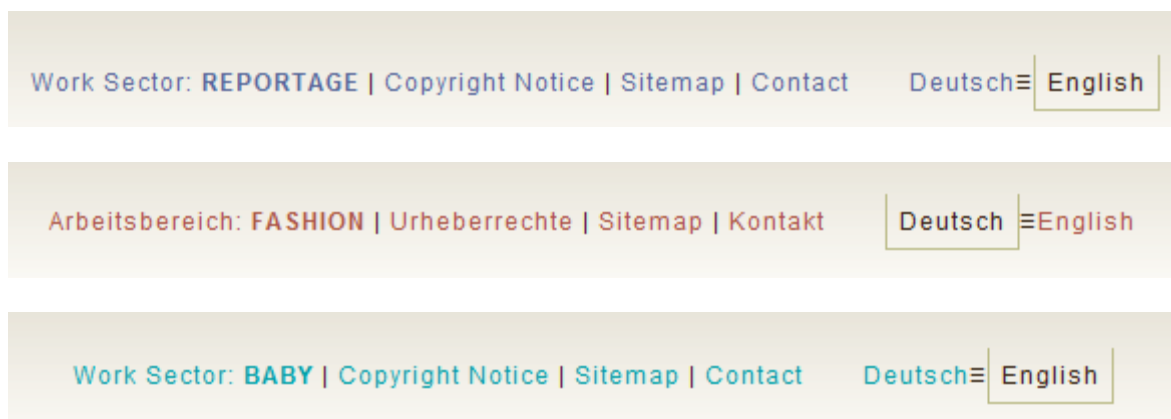 Work Sector: REPORTAGE | Copyright Notice | Sitemap | Contact Deutsch≡ English
Arbeitsbereich: FASHION | Urheberrechte | Sitemap | Kontakt Deutsch ≡English
Work Sector: BABY | Copyright Notice | Sitemap | Contact Deutsch≡ English